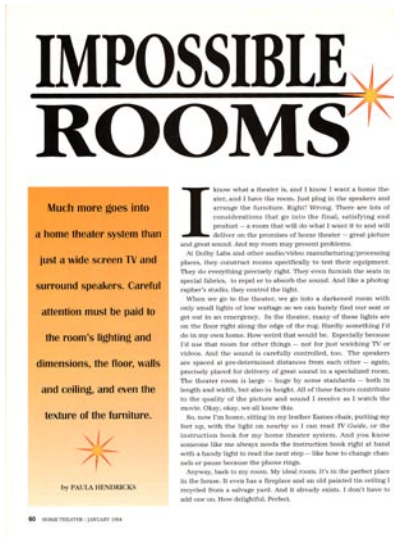 IMPOSSIBLE
ROOMS
Much more goes into
a home theater system than
just a wide screen TV and
surround speakers. Careful
attention must be paid to
the room's lighting and
dimensions, the floor, walls
and ceiling, and even the
texture of the furniture.
by PAULA HENDRICKS
I know what a theater is, and I know I want a home the-
ater, and I have the room. Just plug in the speakers and
arrange the furniture. Right? Wrong. There are lots of
considerations that go into the final, satisfying end
product — a room that will do what I want it to and will
deliver on the promises of home theater — great picture
and great sound. And my room may present problems.
At Dolby Labs and other audio/video manufacturing/processing
places, they construct rooms specifically to test their equipment.
They do everything precisely right. They even furnish the seats in
special fabrics, to repel or to absorb the sound. And like a photog-
rapher's studio, they control the light.
When we go to the theater, we go into a darkened room with
only small lights of low wattage so we can barely find our seat or
get out in an emergency. In the theater, many of these lights are
on the floor right along the edge of the rug. Hardly something I'd
do in my own home. How weird that would be. Especially because
I'd use that room for other things — not for just watching TV or
videos. And the sound is carefully controlled, too. The speakers
are spaced at pre-determined distances from each other — again,
precisely placed for delivery of great sound in a specialized room.
The theater room is large — huge by some standards — both in
length and width, but also in height. All of these factors contribute
to the quality of the picture and sound I receive as I watch the
movie. Okay, okay, we all know this.
So, now I'm home, sitting in my leather Eames chair, putting my
feet up, with the light on nearby so I can read TV Guide, or the
instruction book for my home theater system. And you know
someone like me always needs the instruction book right at hand
with a handy light to read the next step — like how to change chan-
nels or pause because the phone rings.
Anyway, back to my room. My ideal room. It's in the perfect place
in the house. It even has a fireplace and an old painted tin ceiling I
recycled from a salvage yard. And it already exists. I don't have to
add one on. How delightful. Perfect.
60 HOME THEATER / JANUARY 1994